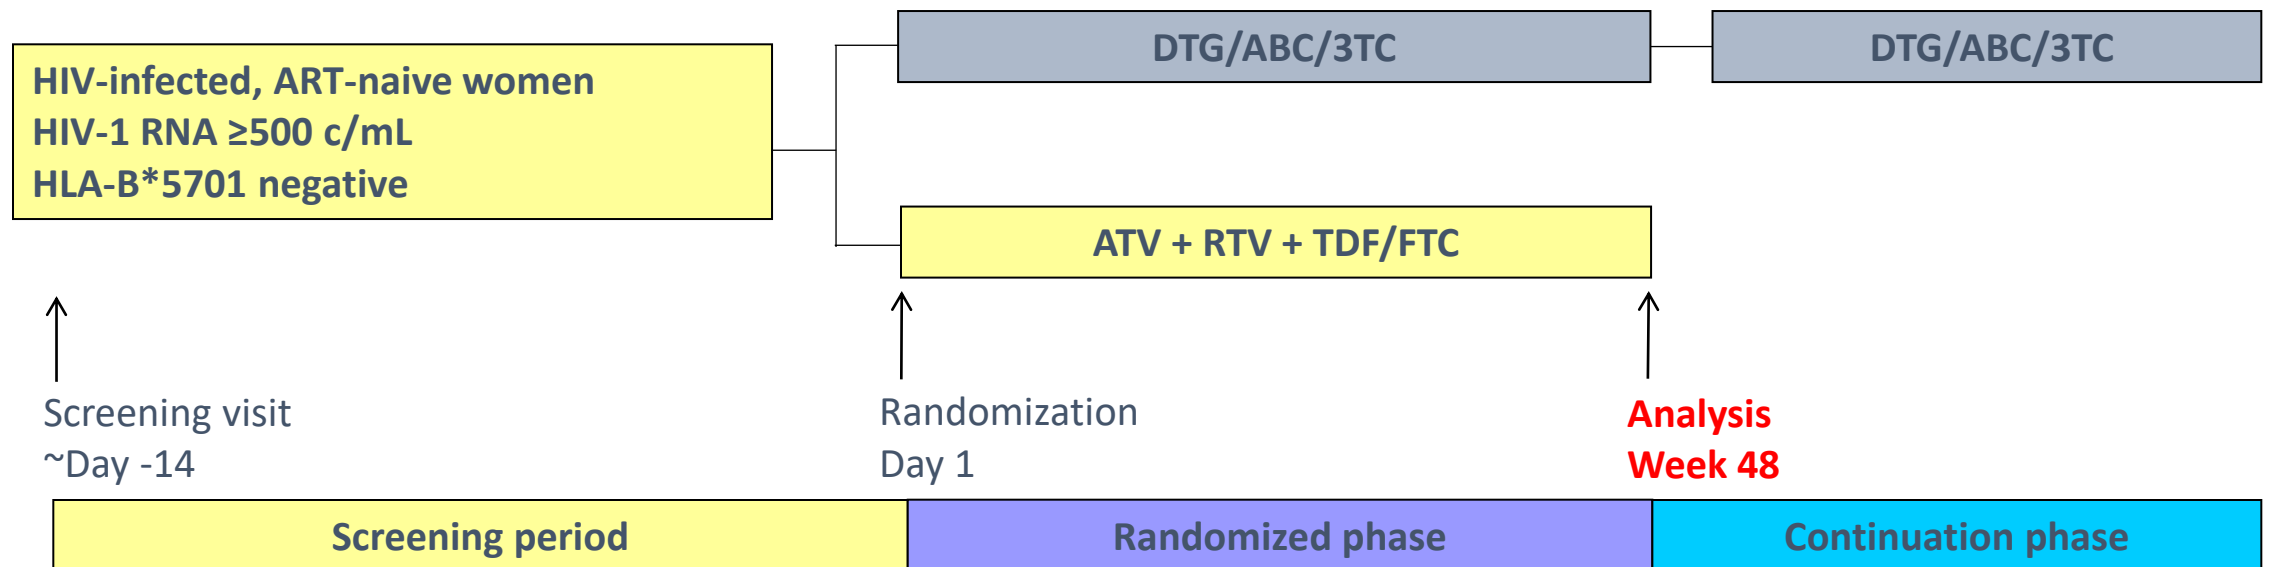 DTG/ABC/3TC
DTG/ABC/3TC
HIV-infected, ART-naive women
HIV-1 RNA ≥500 c/mL
HLA-B*5701 negative
ATV + RTV + TDF/FTC
Screening visit
~Day -14
Randomization
Day 1
Analysis
Week 48
Screening period
Randomized phase
Continuation phase